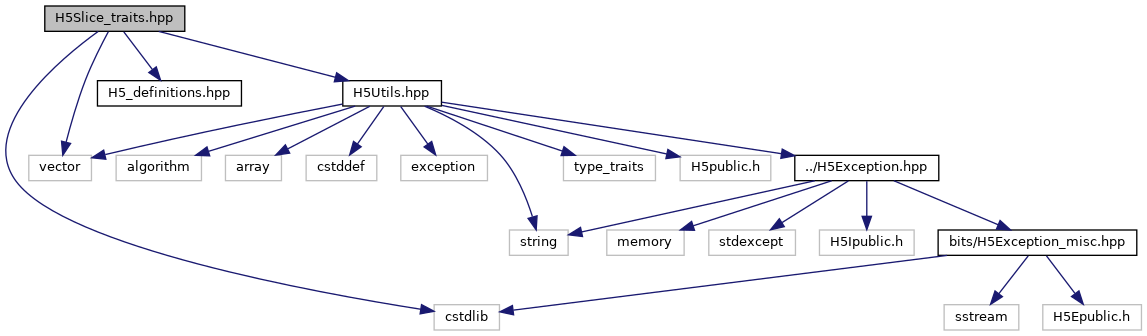 H5Slice_traits.hpp
H5_definitions.hpp
H5Utils.hpp
vector
algorithm
array
cstddef
exception
type_traits
H5public.h
../H5Exception.hpp
string
memory
stdexcept
H5Ipublic.h
bits/H5Exception_misc.hpp
cstdlib
sstream
H5Epublic.h